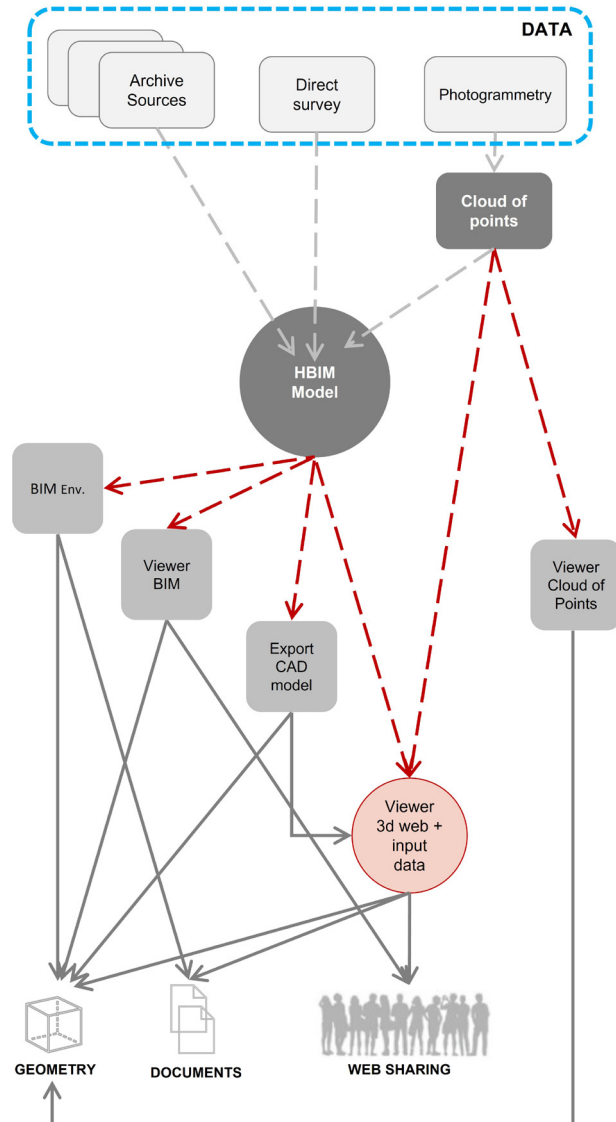 DATA
Archive
Sources
Direct
survey
Photogrammetry
Cloud of
points
HBIM
Model
BIM Env.
Viewer
BIM
Viewer
Cloud of
Points
Export
CAD
model
Viewer
3d web +
input
data
GEOMETRY
DOCUMENTS
WEB SHARING